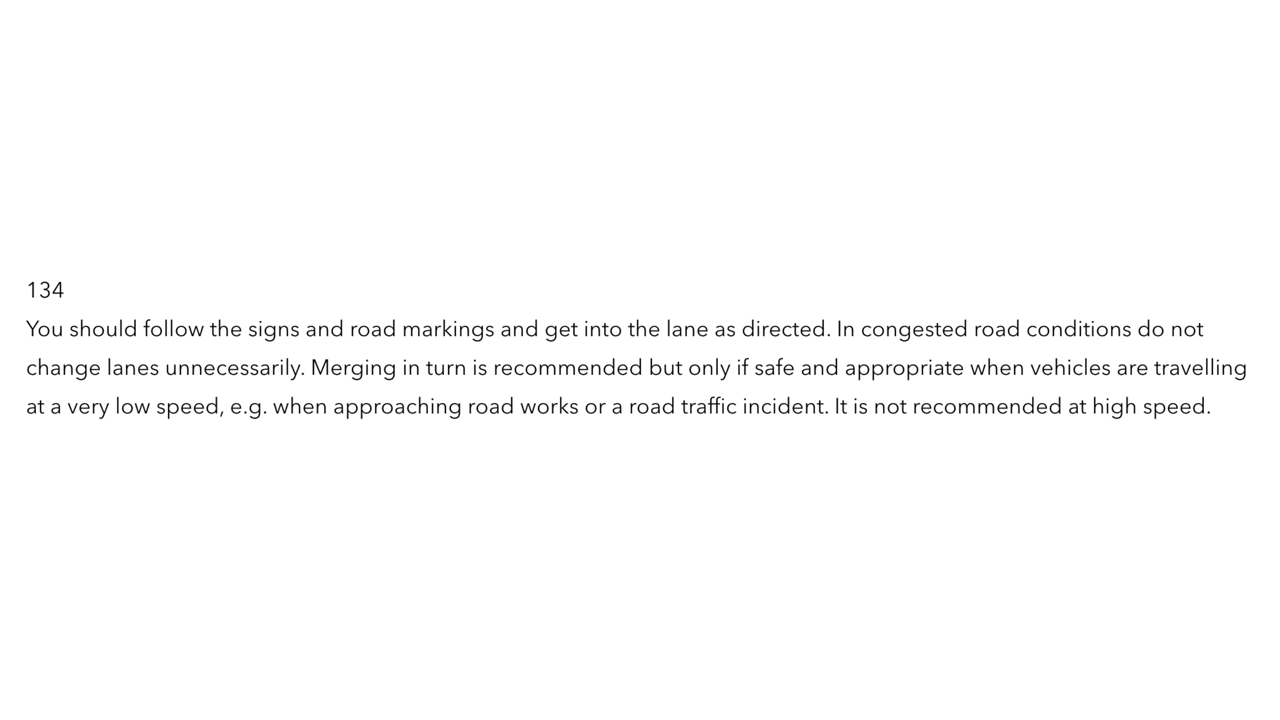 134
You should follow the signs and road markings and get into the lane as directed. In congested road conditions do not
change lanes unnecessarily. Merging in turn is recommended but only if safe and appropriate when vehicles are travelling
at a very low speed, e.g. when approaching road works or a road traffic incident. It is not recommended at high speed.